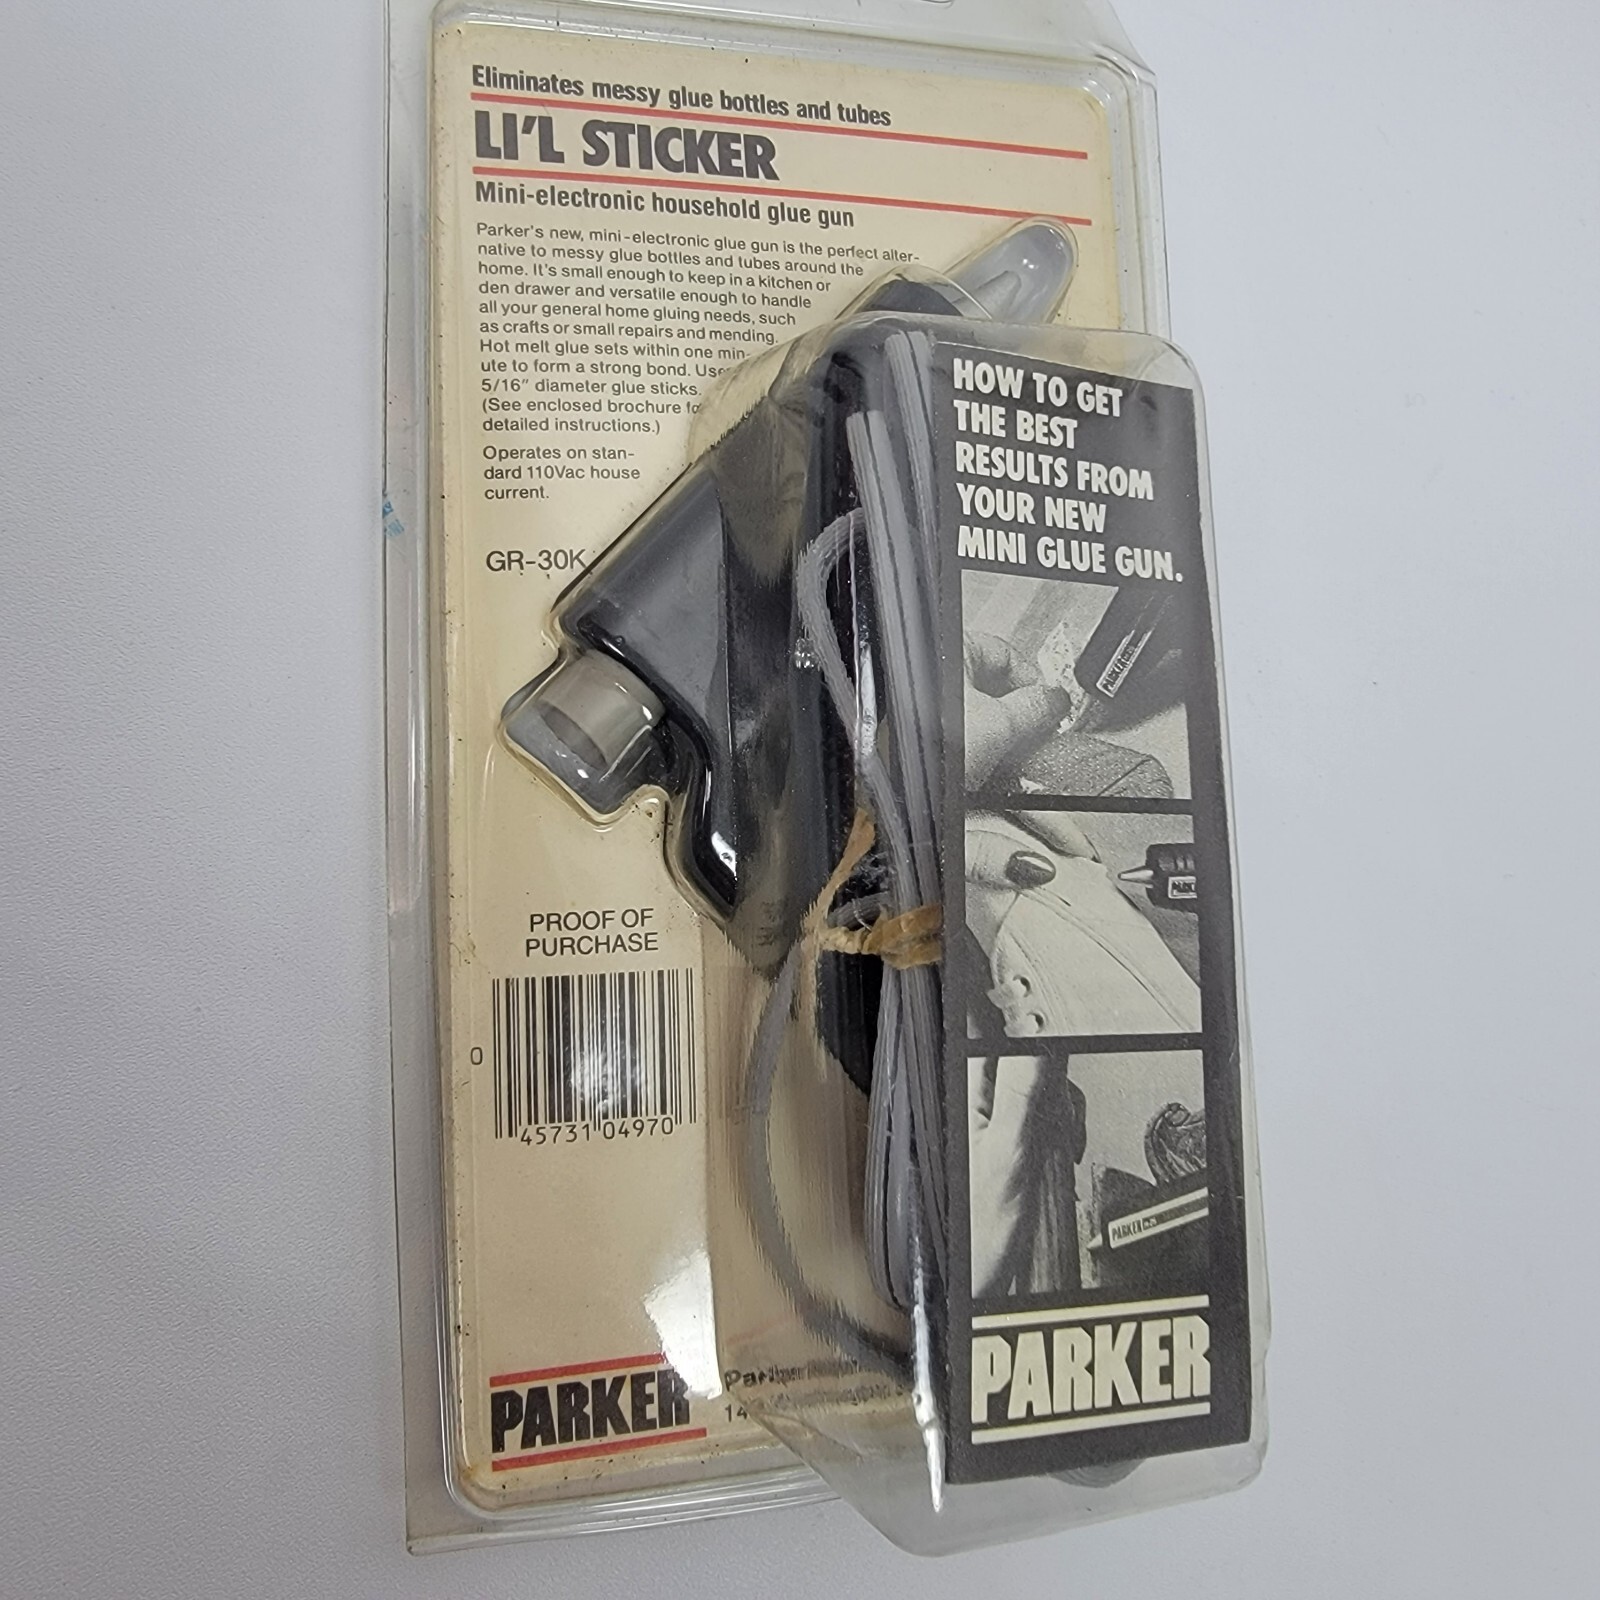 Eliminates messy glue bottles and tubes
LI'L STICKER
Mini-electronic household glue gun
Parker's new, mini-electronic glue gun is the perfect alter-
native to messy glue bottles and tubes around the
home. It's small enough to keep in a kitchen or
den drawer and versatile enough to handle
all your general home gluing needs, such
as crafts or small repairs and mending.
Hot melt glue sets within one min-
ute to form a strong bond. Uses
5/16" diameter glue sticks.
(See enclosed brochure for
detailed instructions.)
Operates on stan-
dard 110Vac house
current.
GR-30K
PROOF OF
PURCHASE
0 45731 04970
PARKER
Parker
HOW TO GET
THE BEST
RESULTS FROM
YOUR NEW
MINI GLUE GUN.
PARKER
PARKER
PARKER